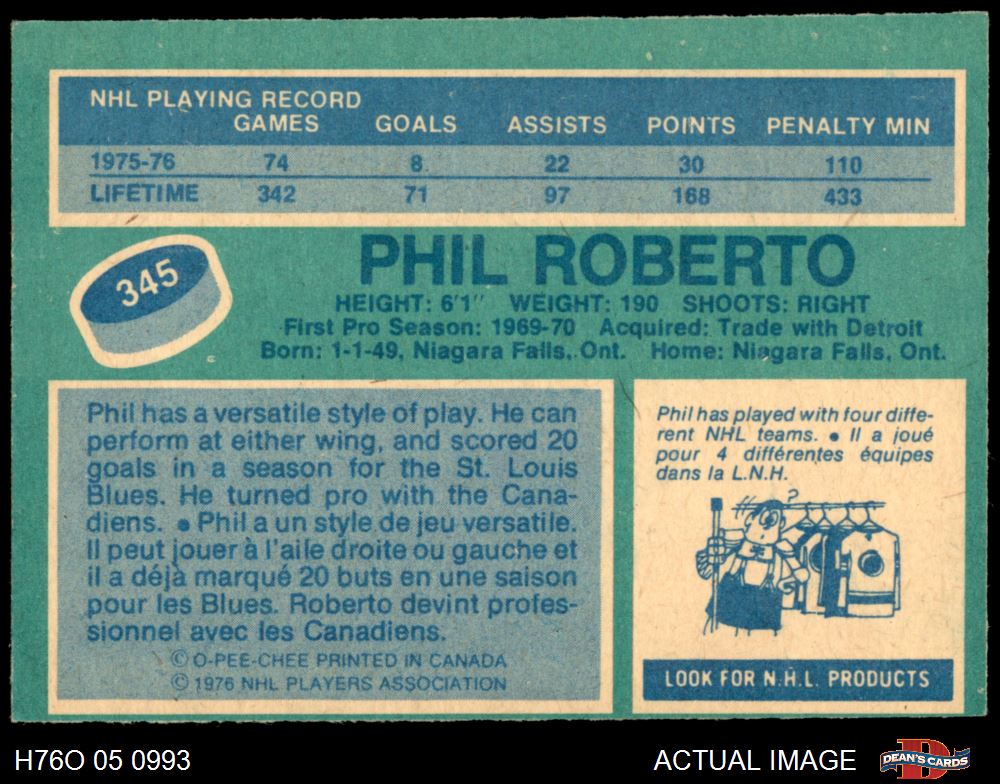 NHL PLAYING RECORD
GAMES GOALS ASSISTS POINTS PENALTY MIN
1975-76 74 8 22 30 110
LIFETIME 342 71 97 168 433
345
PHIL ROBERTO
HEIGHT: 6'1" WEIGHT: 190 SHOOTS: RIGHT
First Pro Season: 1969-70 Acquired: Trade with Detroit
Born: 1-1-49, Niagara Falls, Ont. Home: Niagara Falls, Ont.
Phil has a versatile style of play. He can
perform at either wing, and scored 20
goals in a season for the St. Louis
Blues. He turned pro with the Cana-
diens. • Phil a un style de jeu versatile.
Il peut jouer à l'aile droite ou gauche et
il a déjà marqué 20 buts en une saison
pour les Blues. Roberto devint profes-
sionnel avec les Canadiens.
© O-PEE-CHEE PRINTED IN CANADA
© 1976 NHL PLAYERS ASSOCIATION
Phil has played with four diffe-
rent NHL teams. • Il a joué
pour 4 différentes équipes
dans la L.N.H.
?
LOOK FOR N.H.L. PRODUCTS
H76O 05 0993
ACTUAL IMAGE
D
DEAN'S CARDS